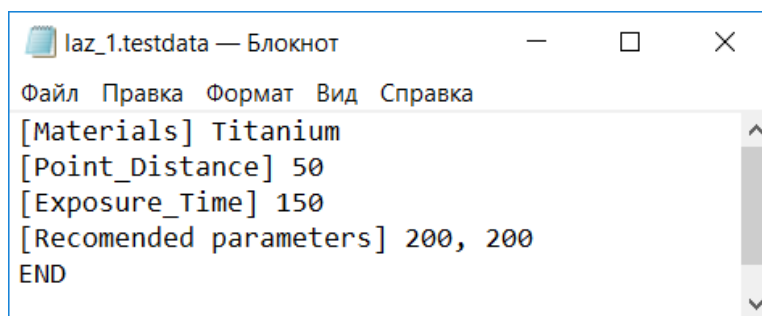 laz_1.testdata — Блокнот
Файл Правка Формат Вид Справка
[Materials] Titanium
[Point_Distance] 50
[Exposure_Time] 150
[Recomended parameters] 200, 200
END